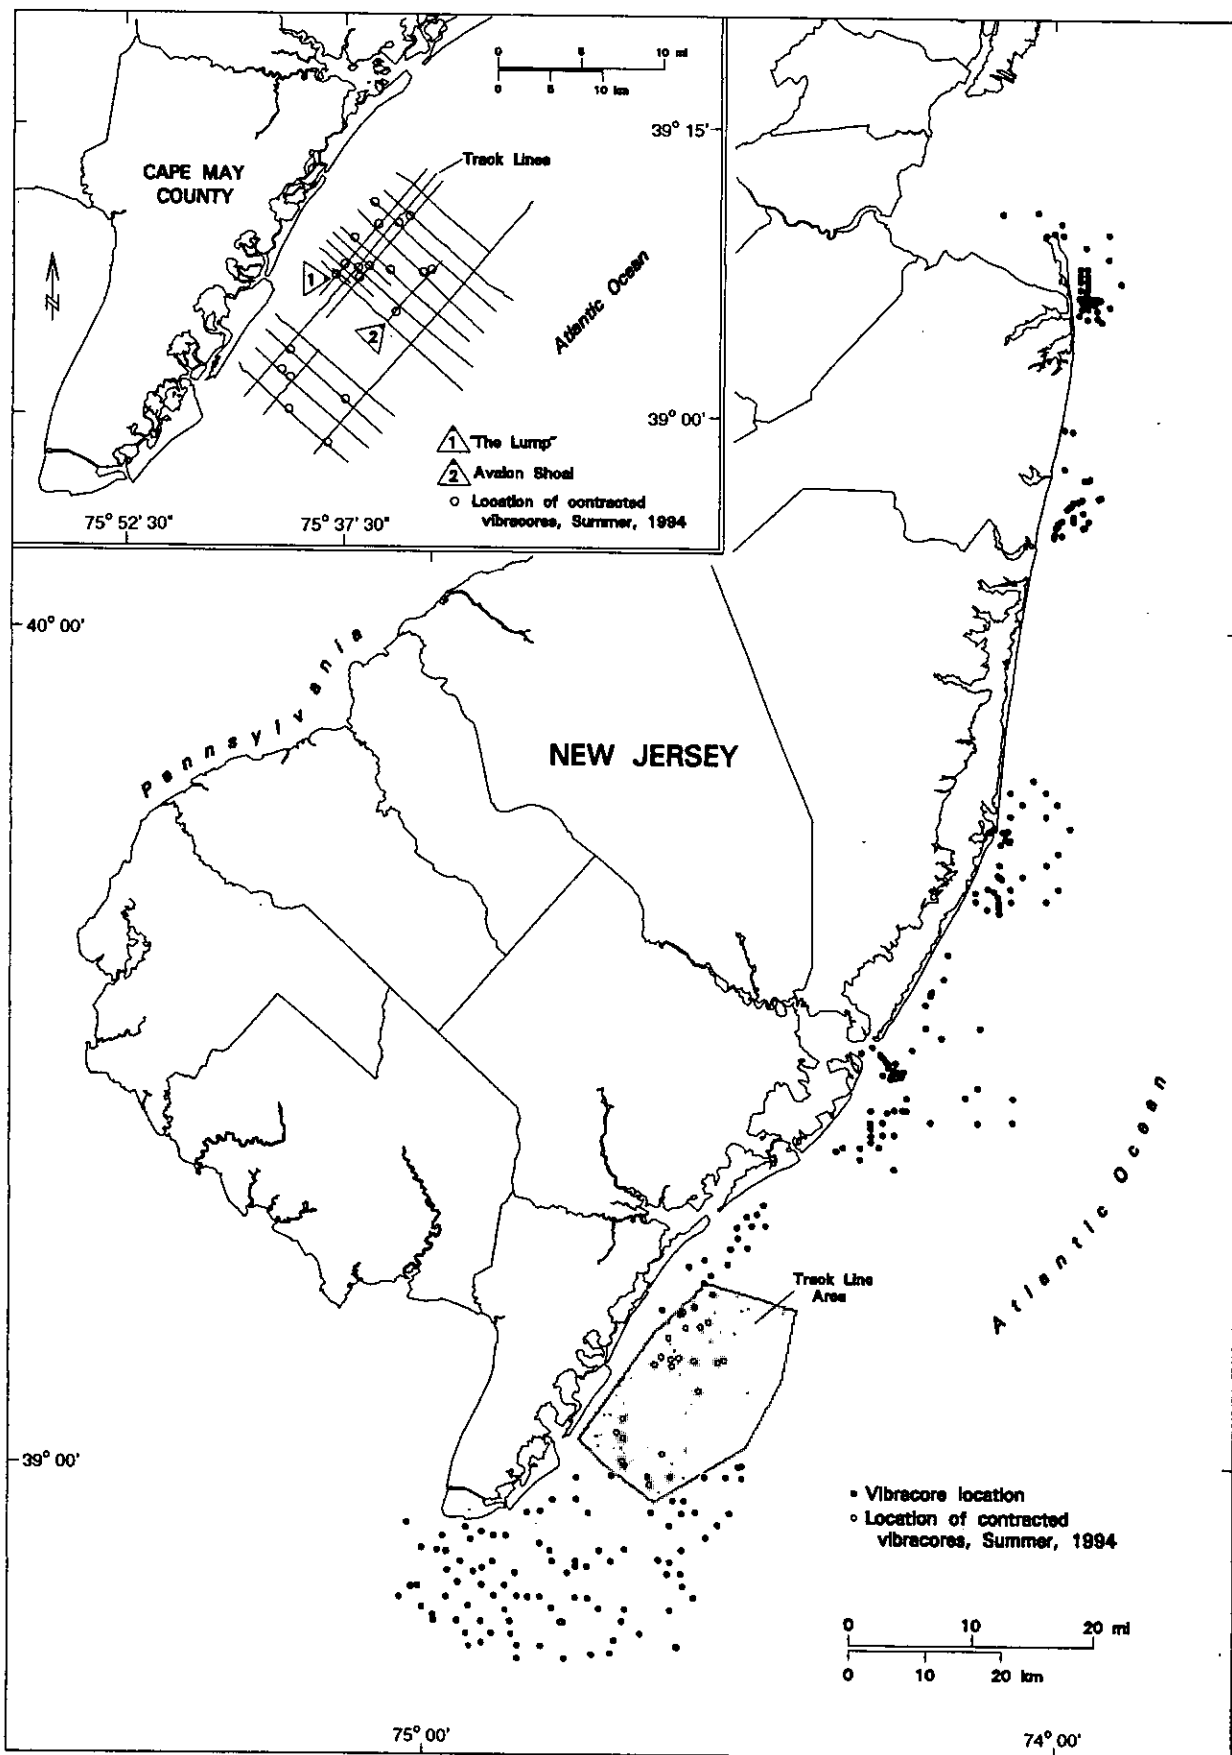 0 5 10 mi
0 5 10 km
39° 15'
Track Lines
CAPE MAY
COUNTY
N
1
2
Atlantic Ocean
39° 00'
1 "The Lump"
2 Avalon Shoal
Location of contracted
vibracores, Summer, 1994
75° 52' 30"
75° 37' 30"
40° 00'
Pennsylvania
NEW JERSEY
Atlantic Ocean
Track Line
Area
39° 00'
Vibracore location
Location of contracted
vibracores, Summer, 1994
0 10 20 mi
0 10 20 km
75° 00'
74° 00'